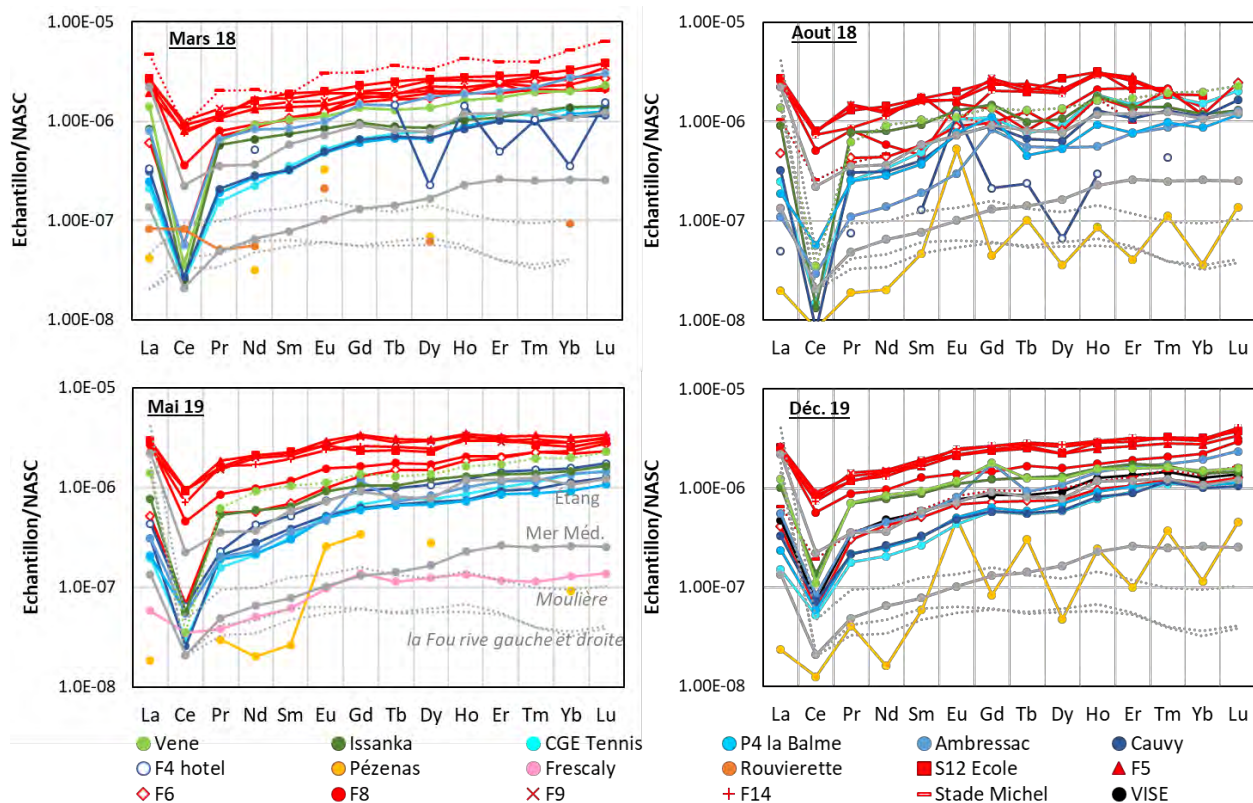 1.00E-05
1.00E-06
1.00E-07
1.00E-08
Echantillon/NASC
Mars 18
La Ce Pr Nd Sm Eu Gd Tb Dy Ho Er Tm Yb Lu
1.00E-05
1.00E-06
1.00E-07
1.00E-08
Echantillon/NASC
Aout 18
La Ce Pr Nd Sm Eu Gd Tb Dy Ho Er Tm Yb Lu
1.0E-05
1.0E-06
1.0E-07
1.0E-08
Echantillon/NASC
Mai 19
Etang
Mer Méd.
Moulière
la Fou rive gauche et droite
La Ce Pr Nd Sm Eu Gd Tb Dy Ho Er Tm Yb Lu
1.00E-05
1.00E-06
1.00E-07
1.00E-08
Echantillon/NASC
Déc. 19
La Ce Pr Nd Sm Eu Gd Tb Dy Ho Er Tm Yb Lu
Vene Issanka CGE Tennis P4 la Balme Ambressac Cauvy
F4 hotel Pézenas Frescaly Rouvierette S12 Ecole F5
F6 F8 F9 F14 Stade Michel VISE